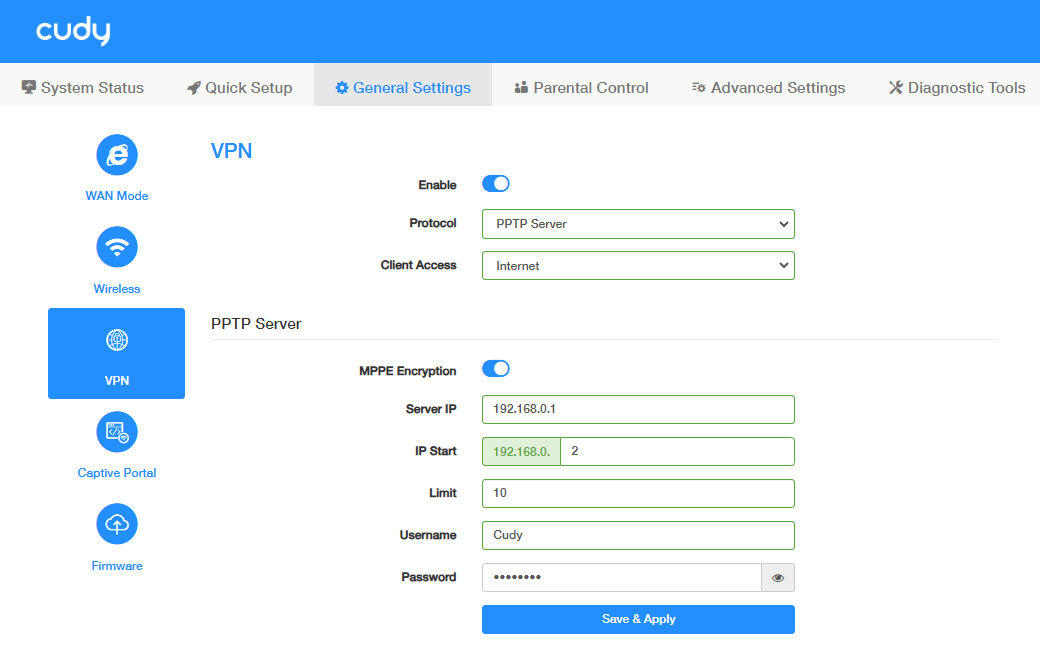 cudy
System Status Quick Setup General Settings Parental Control Advanced Settings Diagnostic Tools
WAN Mode
Wireless
VPN
Captive Portal
Firmware
VPN
Enable
Protocol PPTP Server
Client Access Internet
PPTP Server
MPPE Encryption
Server IP 192.168.0.1
IP Start 192.168.0. 2
Limit 10
Username Cudy
Password ••••••••
Save & Apply